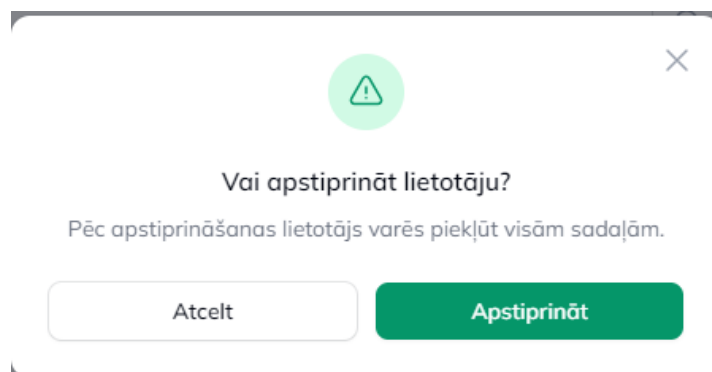 Vai apstiprināt lietotāju?
Pēc apstiprināšanas lietotājs varēs piekļūt visām sadaļām.
Atcelt
Apstiprināt